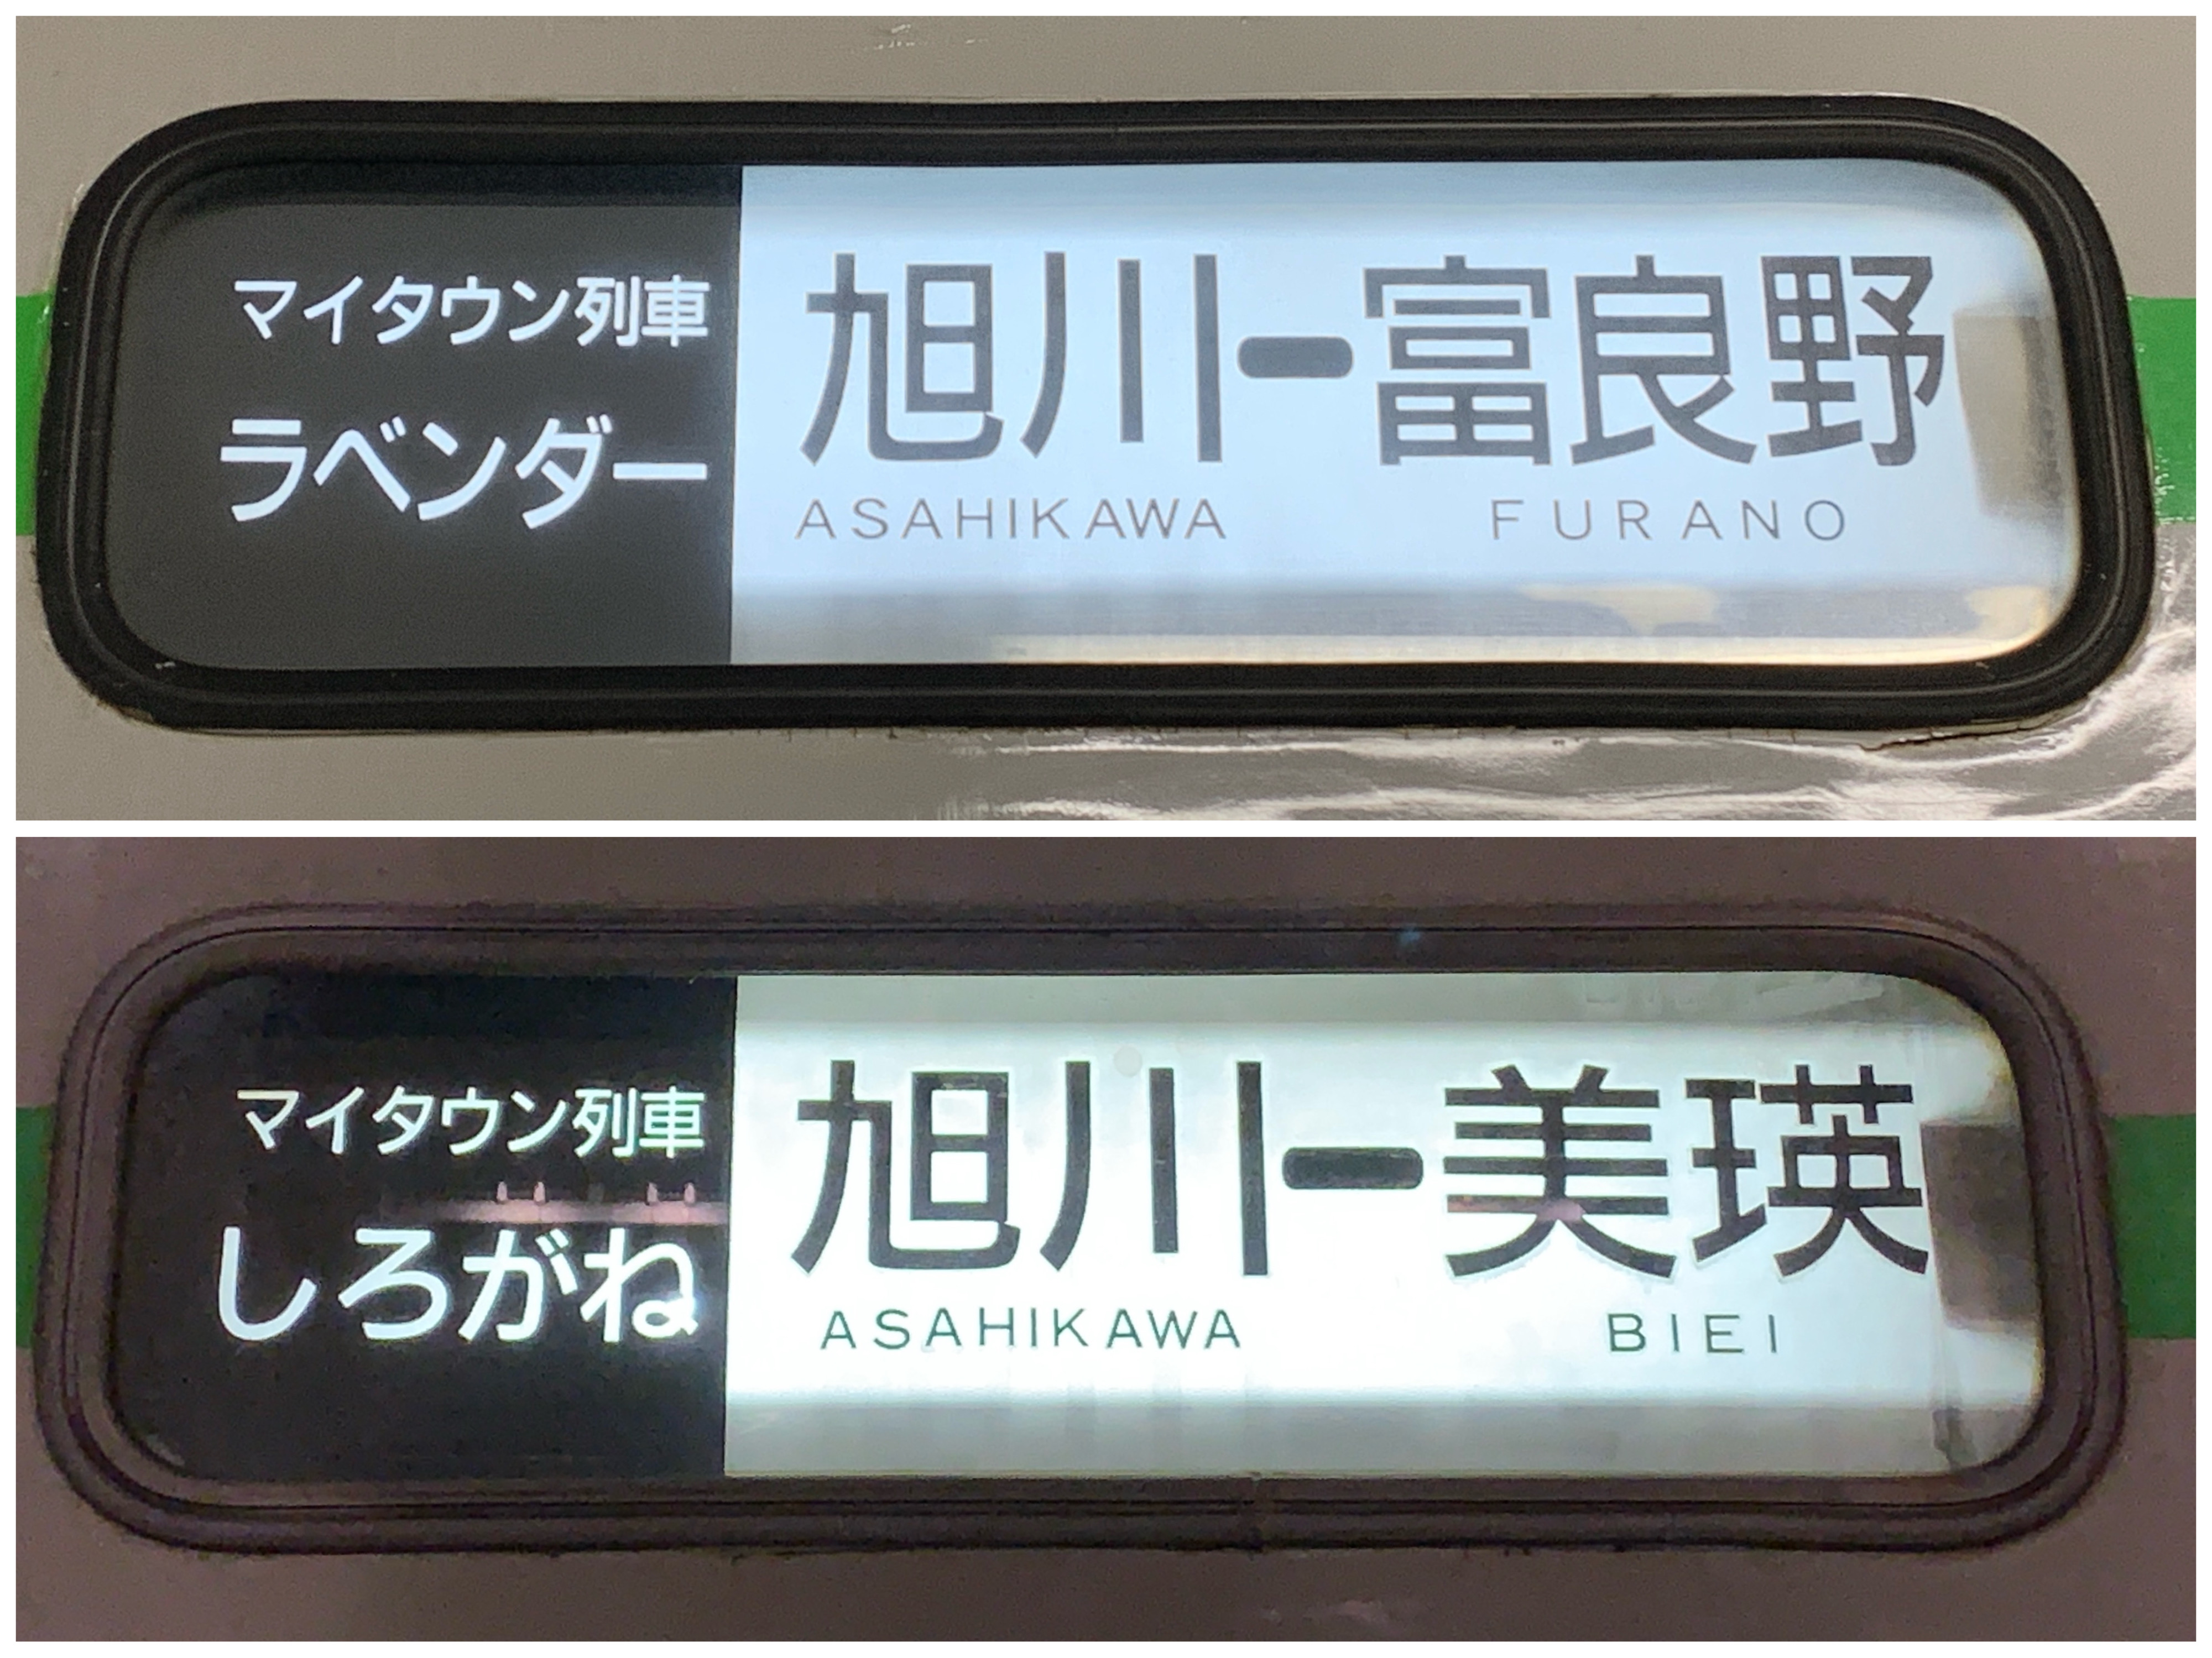 マイタウン列車
ラベンダー
旭川ー富良野
ASAHIKAWA FURANO
マイタウン列車
しろがね
旭川ー美瑛
ASAHIKAWA BIEI